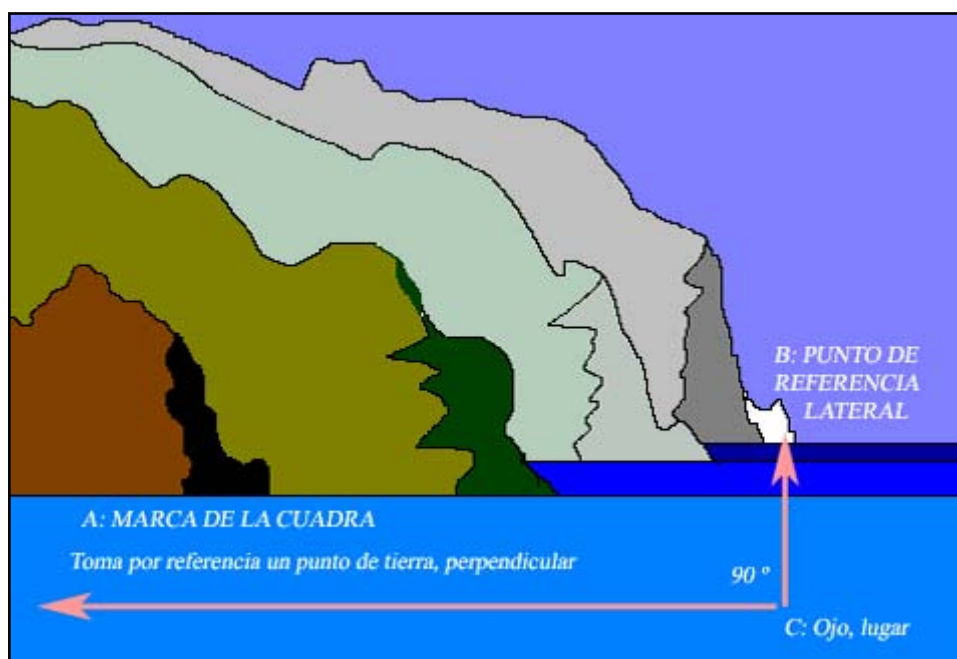 B: PUNTO DE
REFERENCIA
LATERAL
A: MARCA DE LA CUADRA
Toma por referencia un punto de tierra, perpendicular
90 º
C: Ojo, lugar